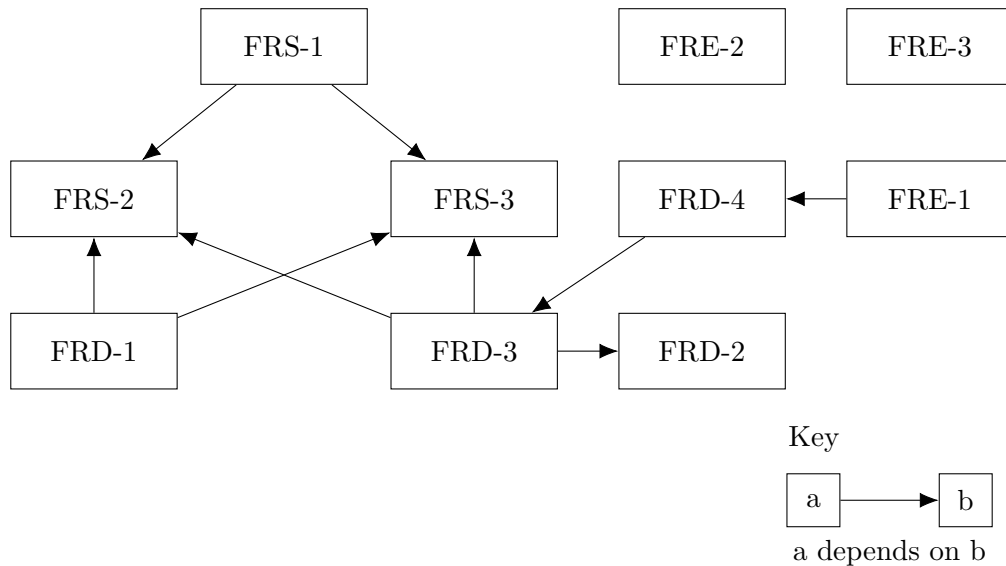 FRS-1
FRE-2
FRE-3
FRS-2
FRS-3
FRD-4
FRE-1
FRD-1
FRD-3
FRD-2
Key
a
b
a depends on b